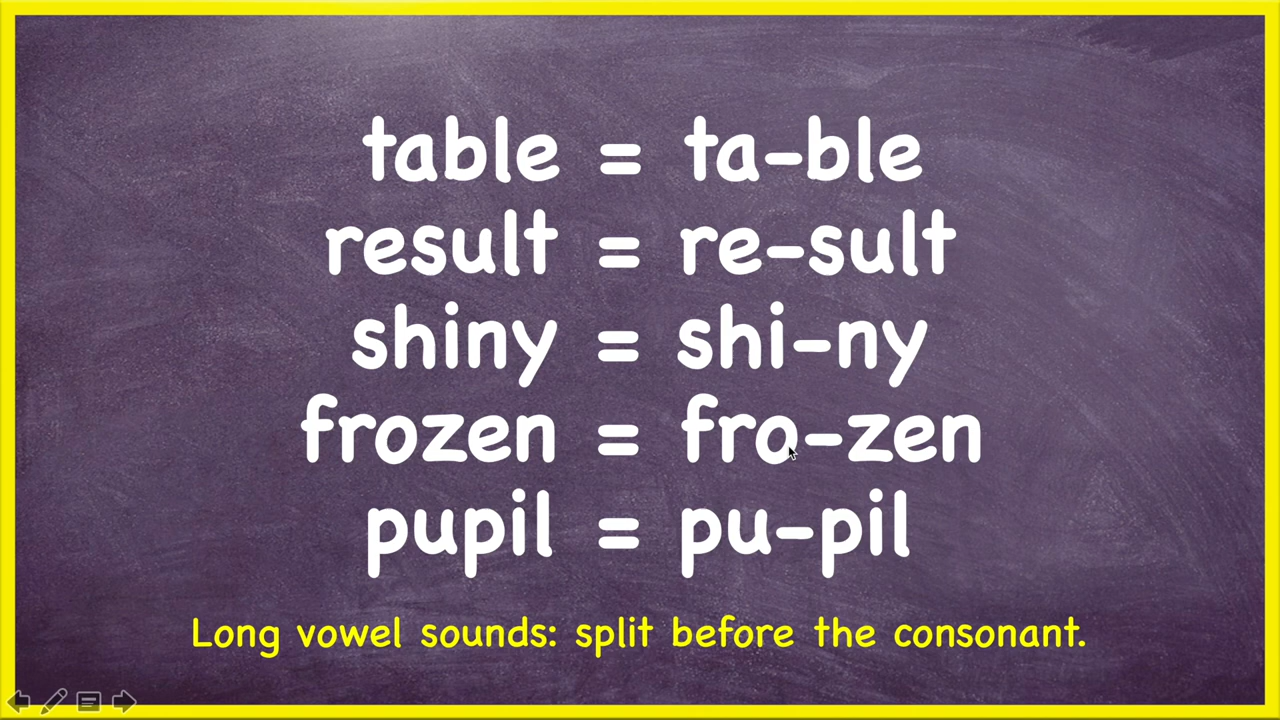 table = ta-ble
result = re-sult
shiny = shi-ny
frozen = fro-zen
pupil = pu-pil
Long vowel sounds: split before the consonant.